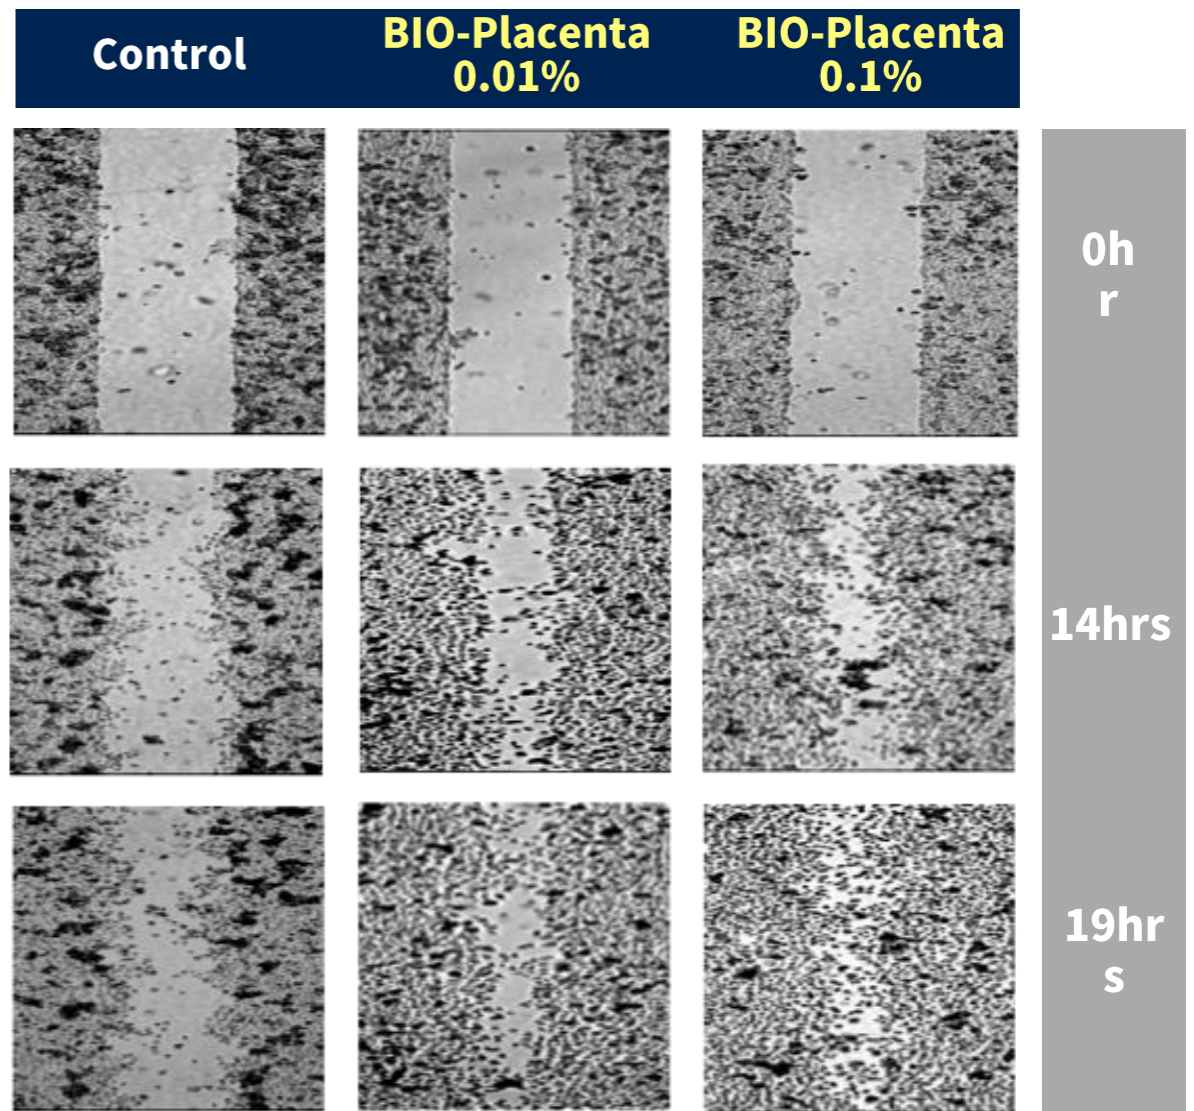 Control
BIO-Placenta
0.01%
BIO-Placenta
0.1%
0h
r
14hrs
19hr
s